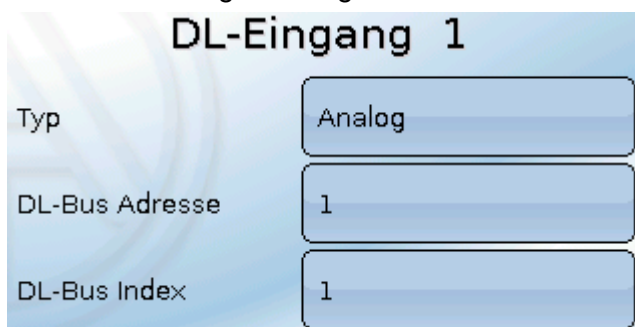 DL-Eingang 1
Typ Analog
DL-Bus Adresse 1
DL-Bus Index 1